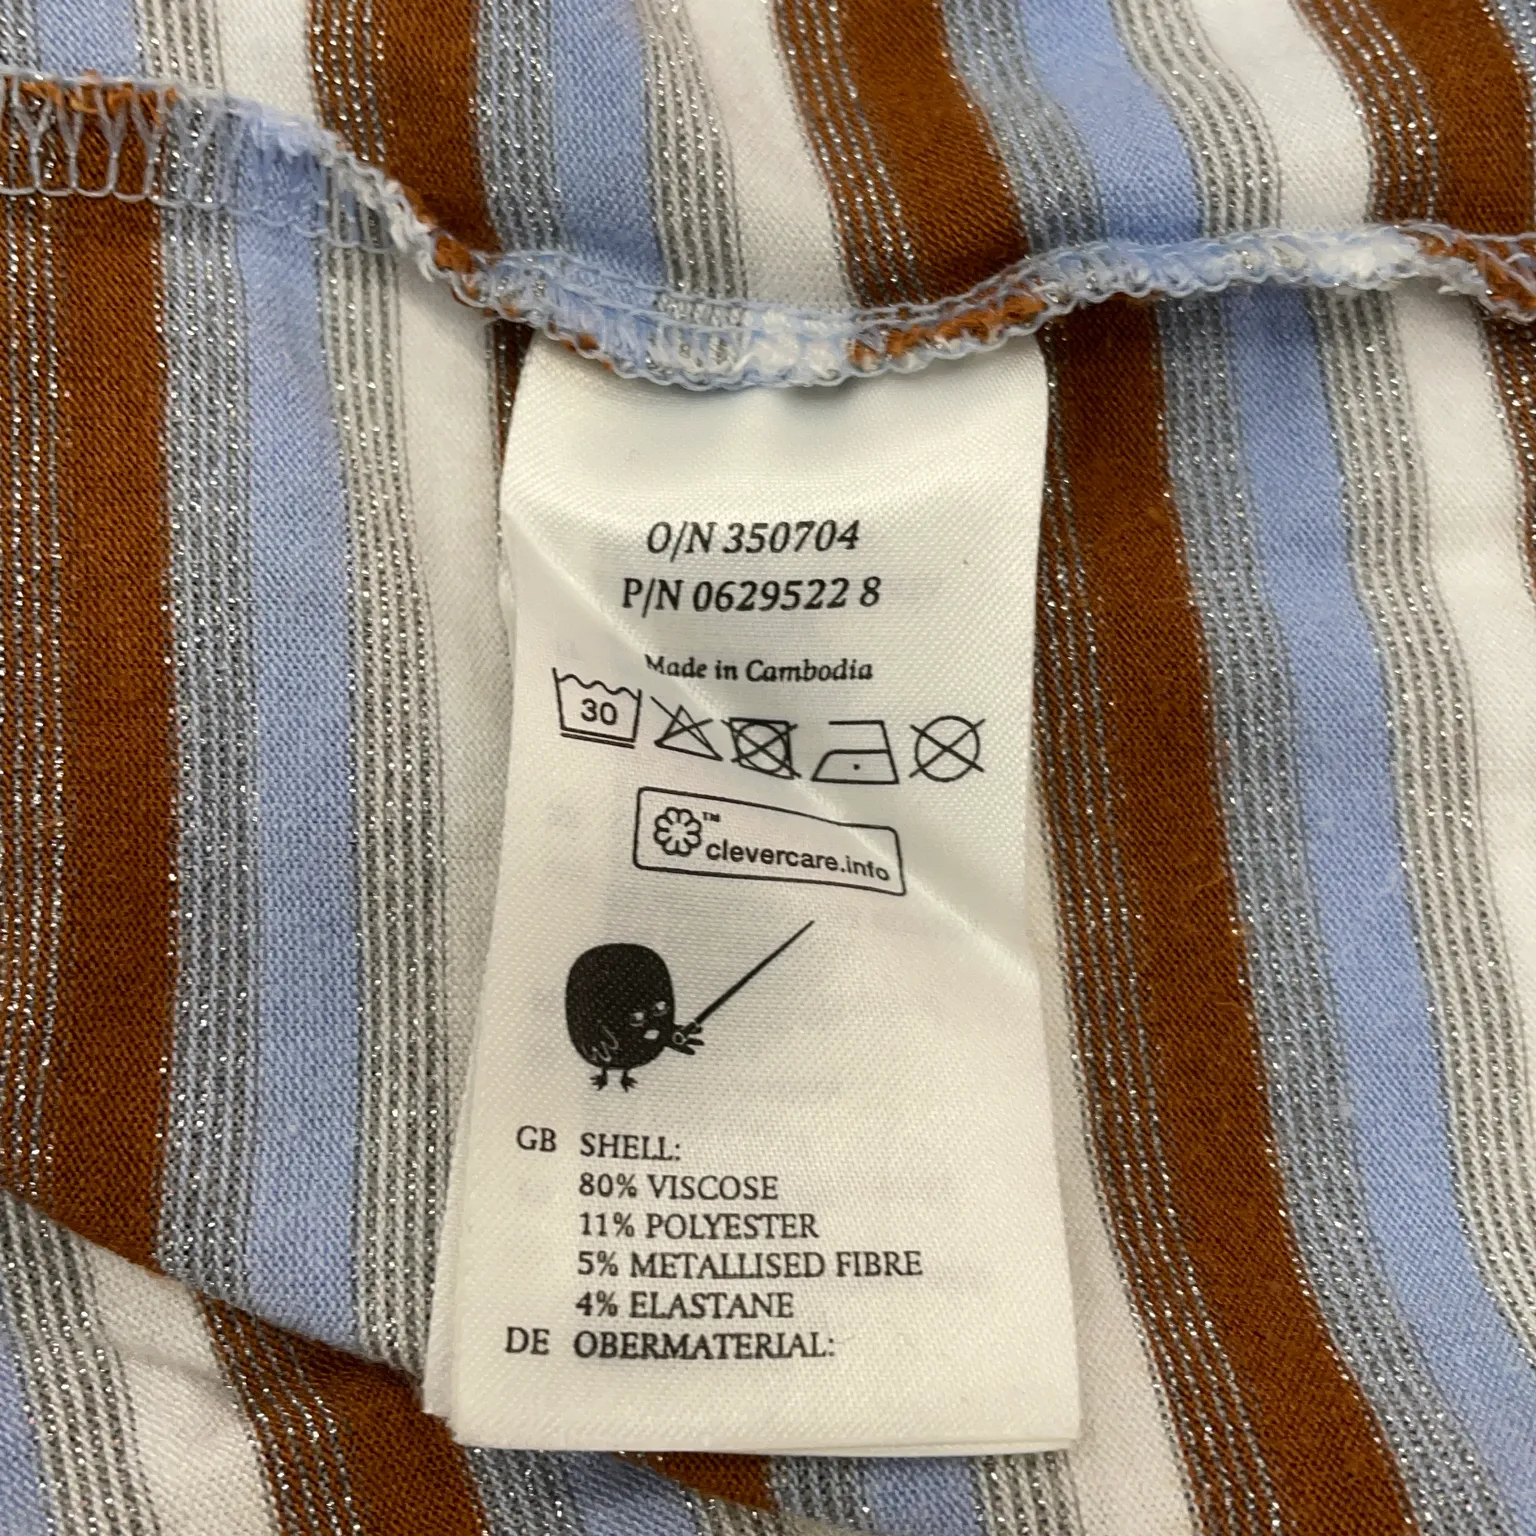 O/N 350704
P/N 0629522 8
Made in Cambodia
30
™
clevercare.info
GB SHELL:
80% VISCOSE
11% POLYESTER
5% METALLISED FIBRE
4% ELASTANE
DE OBERMATERIAL: